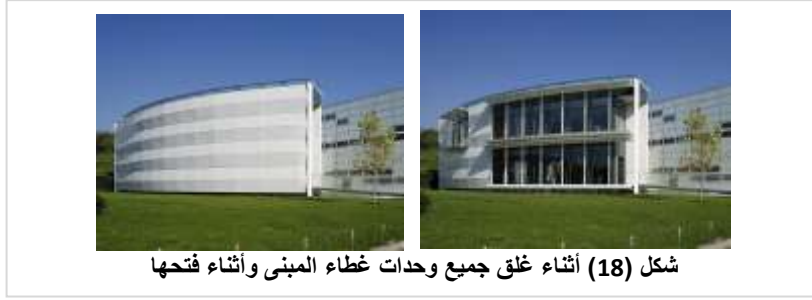 شكل (18) أثناء غلق جميع وحدات غطاء المبنى وأثناء فتحها